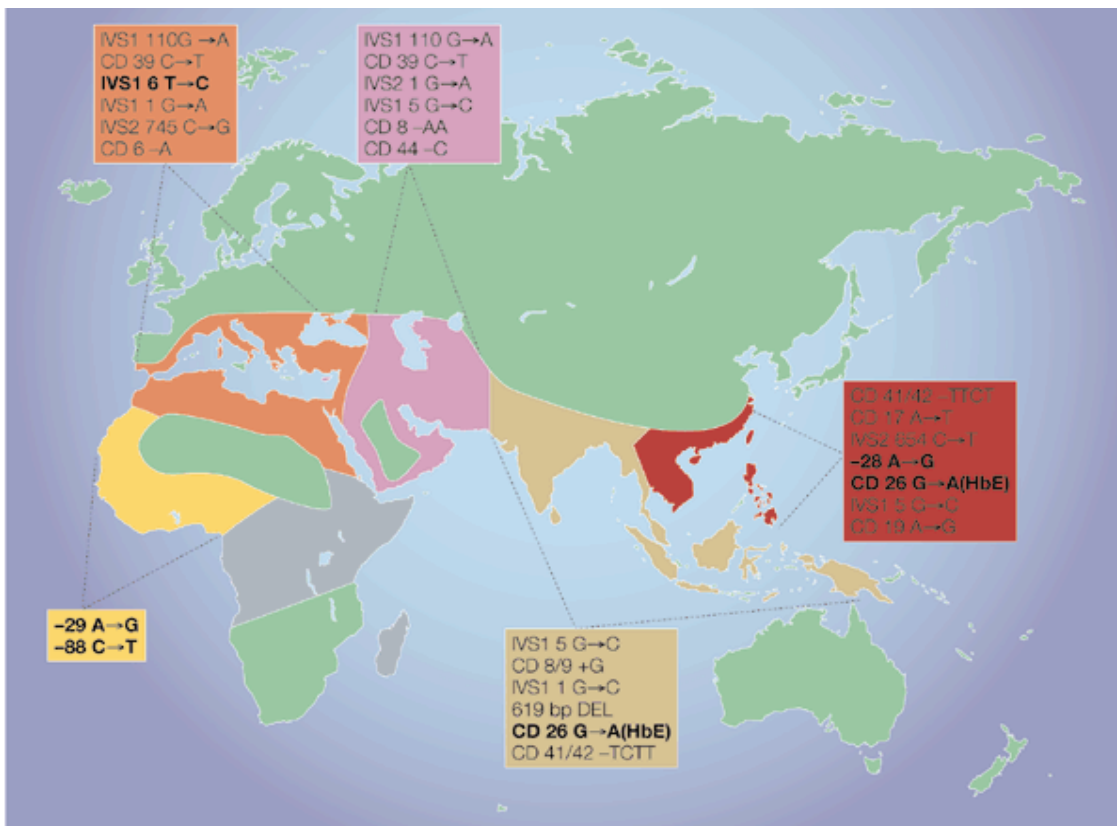 IVS1 110G→A
CD 39 C→T
IVS1 6 T→C
IVS1 1 G→A
IVS2 745 C→G
CD 6 –A
IVS1 110 G→A
CD 39 C→T
IVS2 1 G→A
IVS1 5 G→C
CD 8 –AA
CD 44 –C
CD 41/42 –TTCT
CD 17 A→T
IVS2 654 C→T
–28 A→G
CD 26 G→A(HbE)
IVS1 5 G→C
CD 19 A→G
–29 A→G
–88 C→T
IVS1 5 G→C
CD 8/9 +G
IVS1 1 G→C
619 bp DEL
CD 26 G→A(HbE)
CD 41/42 –TCTT